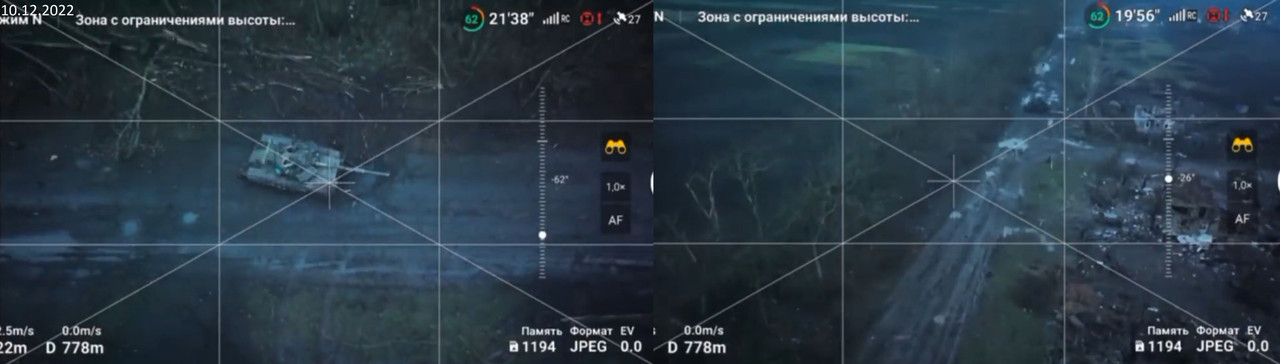 10.12.2022
жим N Зона с ограничениями высоты:... 62 21'38" RC 27
-62°
1,0×
AF
.5m/s 0.0m/s Память Формат EV
22m D 778m 1194 JPEG 0.0
N Зона с ограничениями высоты:... 62 19'56" RC 27
-26°
1,0×
AF
0.0m/s Память Формат EV
D 778m 1194 JPEG 0.0